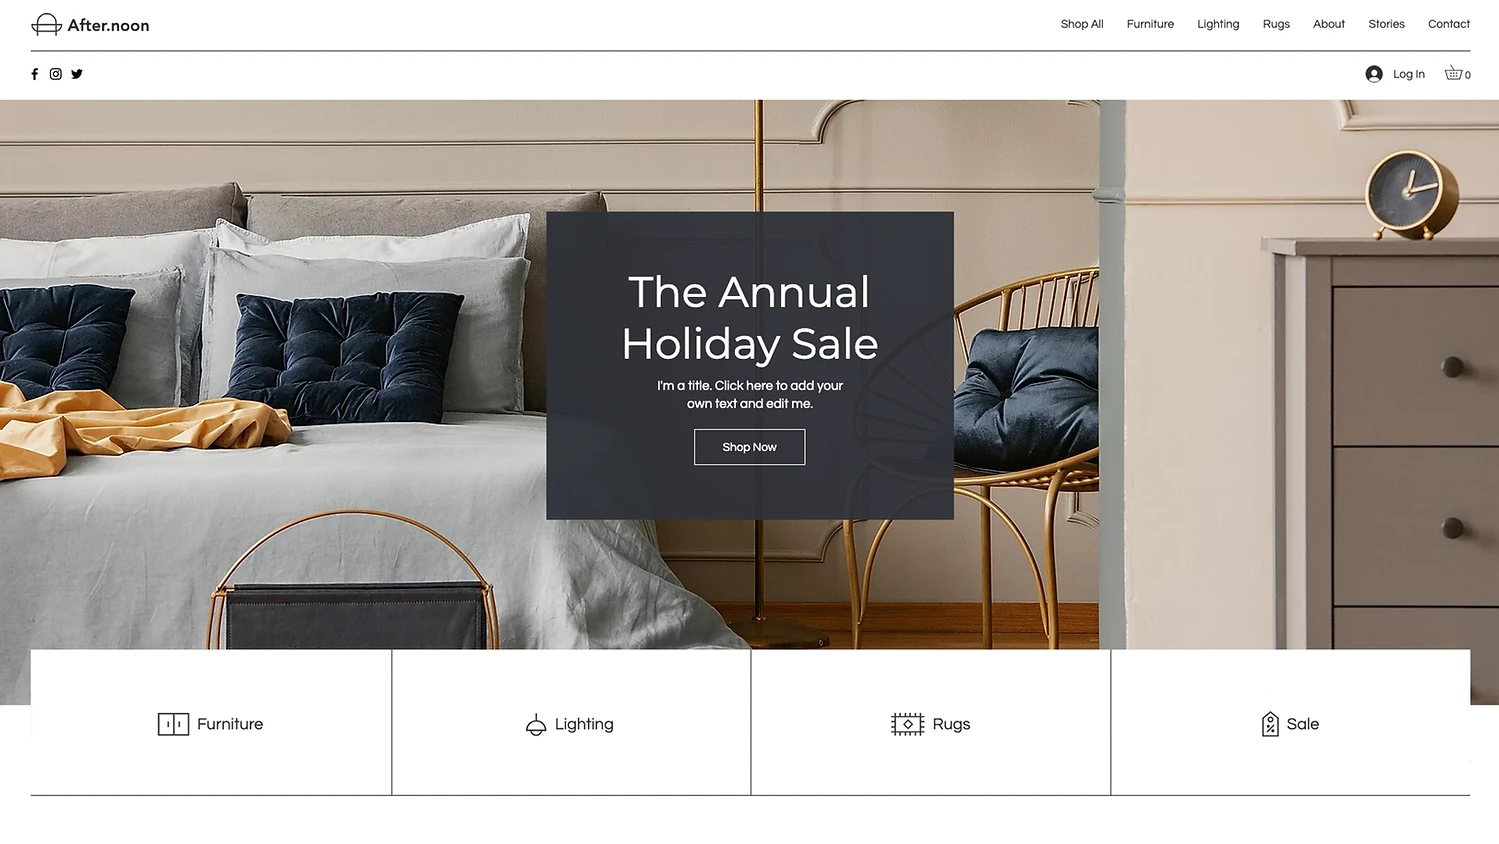 After.noon
Shop All Furniture Lighting Rugs About Stories Contact
Log In 0
The Annual
Holiday Sale
I'm a title. Click here to add your
own text and edit me.
Shop Now
Furniture Lighting Rugs Sale